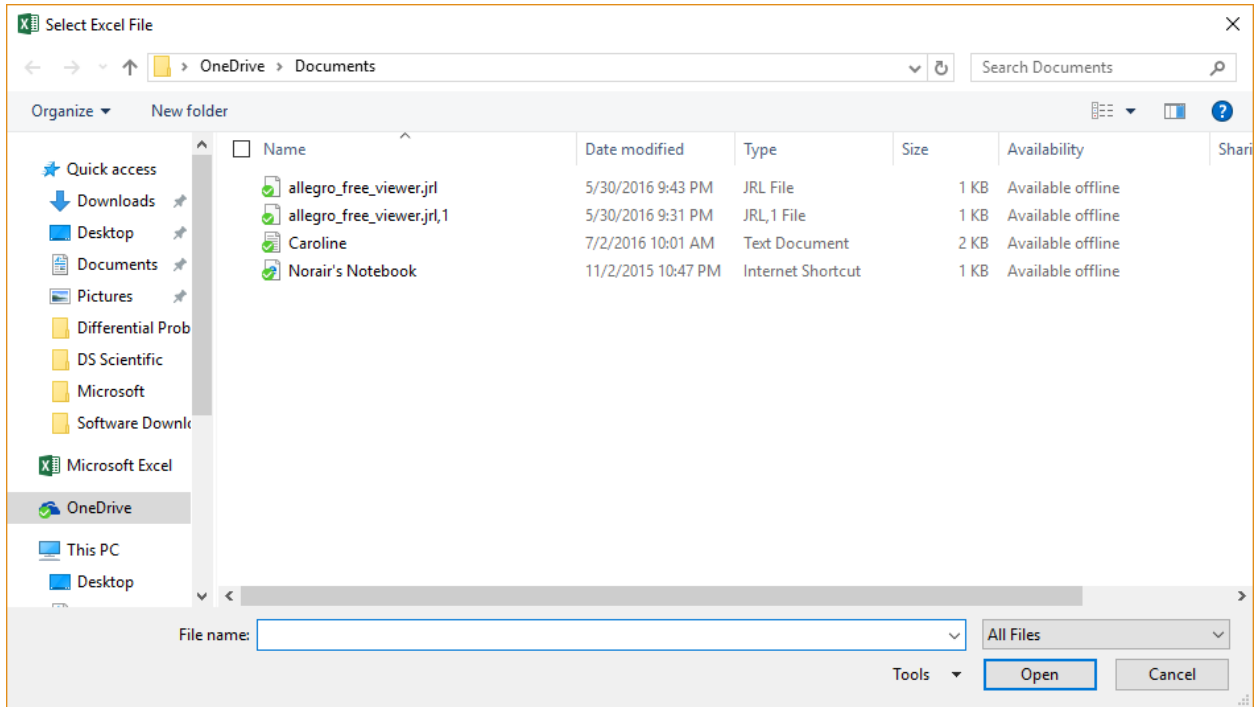 Select Excel File
OneDrive > Documents
Search Documents
Organize
New folder
Name Date modified Type Size Availability Shari
allegro_free_viewer.jrl 5/30/2016 9:43 PM JRL File 1 KB Available offline
allegro_free_viewer.jrl,1 5/30/2016 9:31 PM JRL,1 File 1 KB Available offline
Caroline 7/2/2016 10:01 AM Text Document 2 KB Available offline
Norair's Notebook 11/2/2015 10:47 PM Internet Shortcut 1 KB Available offline
Quick access
Downloads
Desktop
Documents
Pictures
Differential Prob
DS Scientific
Microsoft
Software Downlo
Microsoft Excel
OneDrive
This PC
Desktop
File name:
All Files
Tools
Open
Cancel